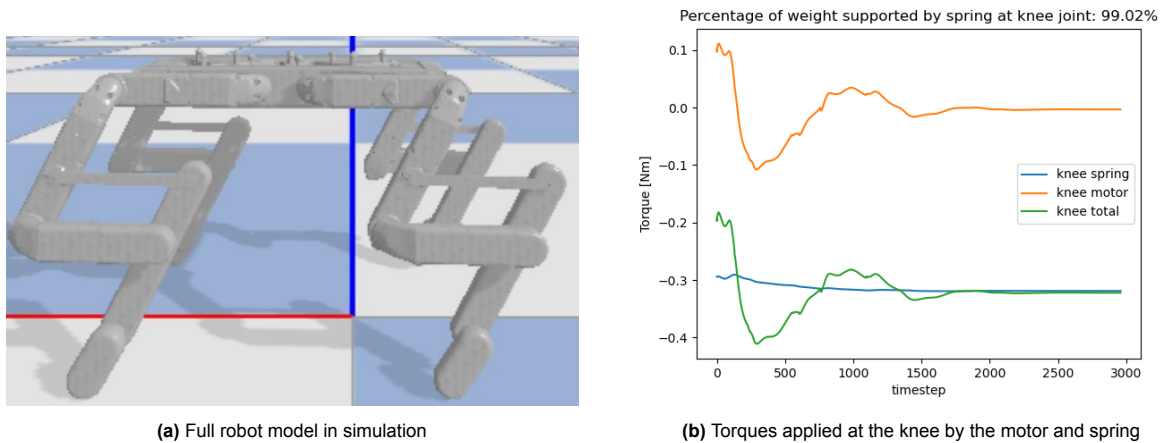 Percentage of weight supported by spring at knee joint: 99.02%
0.1
0.0
−0.1
−0.2
−0.3
−0.4
Torque [Nm]
knee spring
knee motor
knee total
0 500 1000 1500 2000 2500 3000
timestep
(a) Full robot model in simulation
(b) Torques applied at the knee by the motor and spring